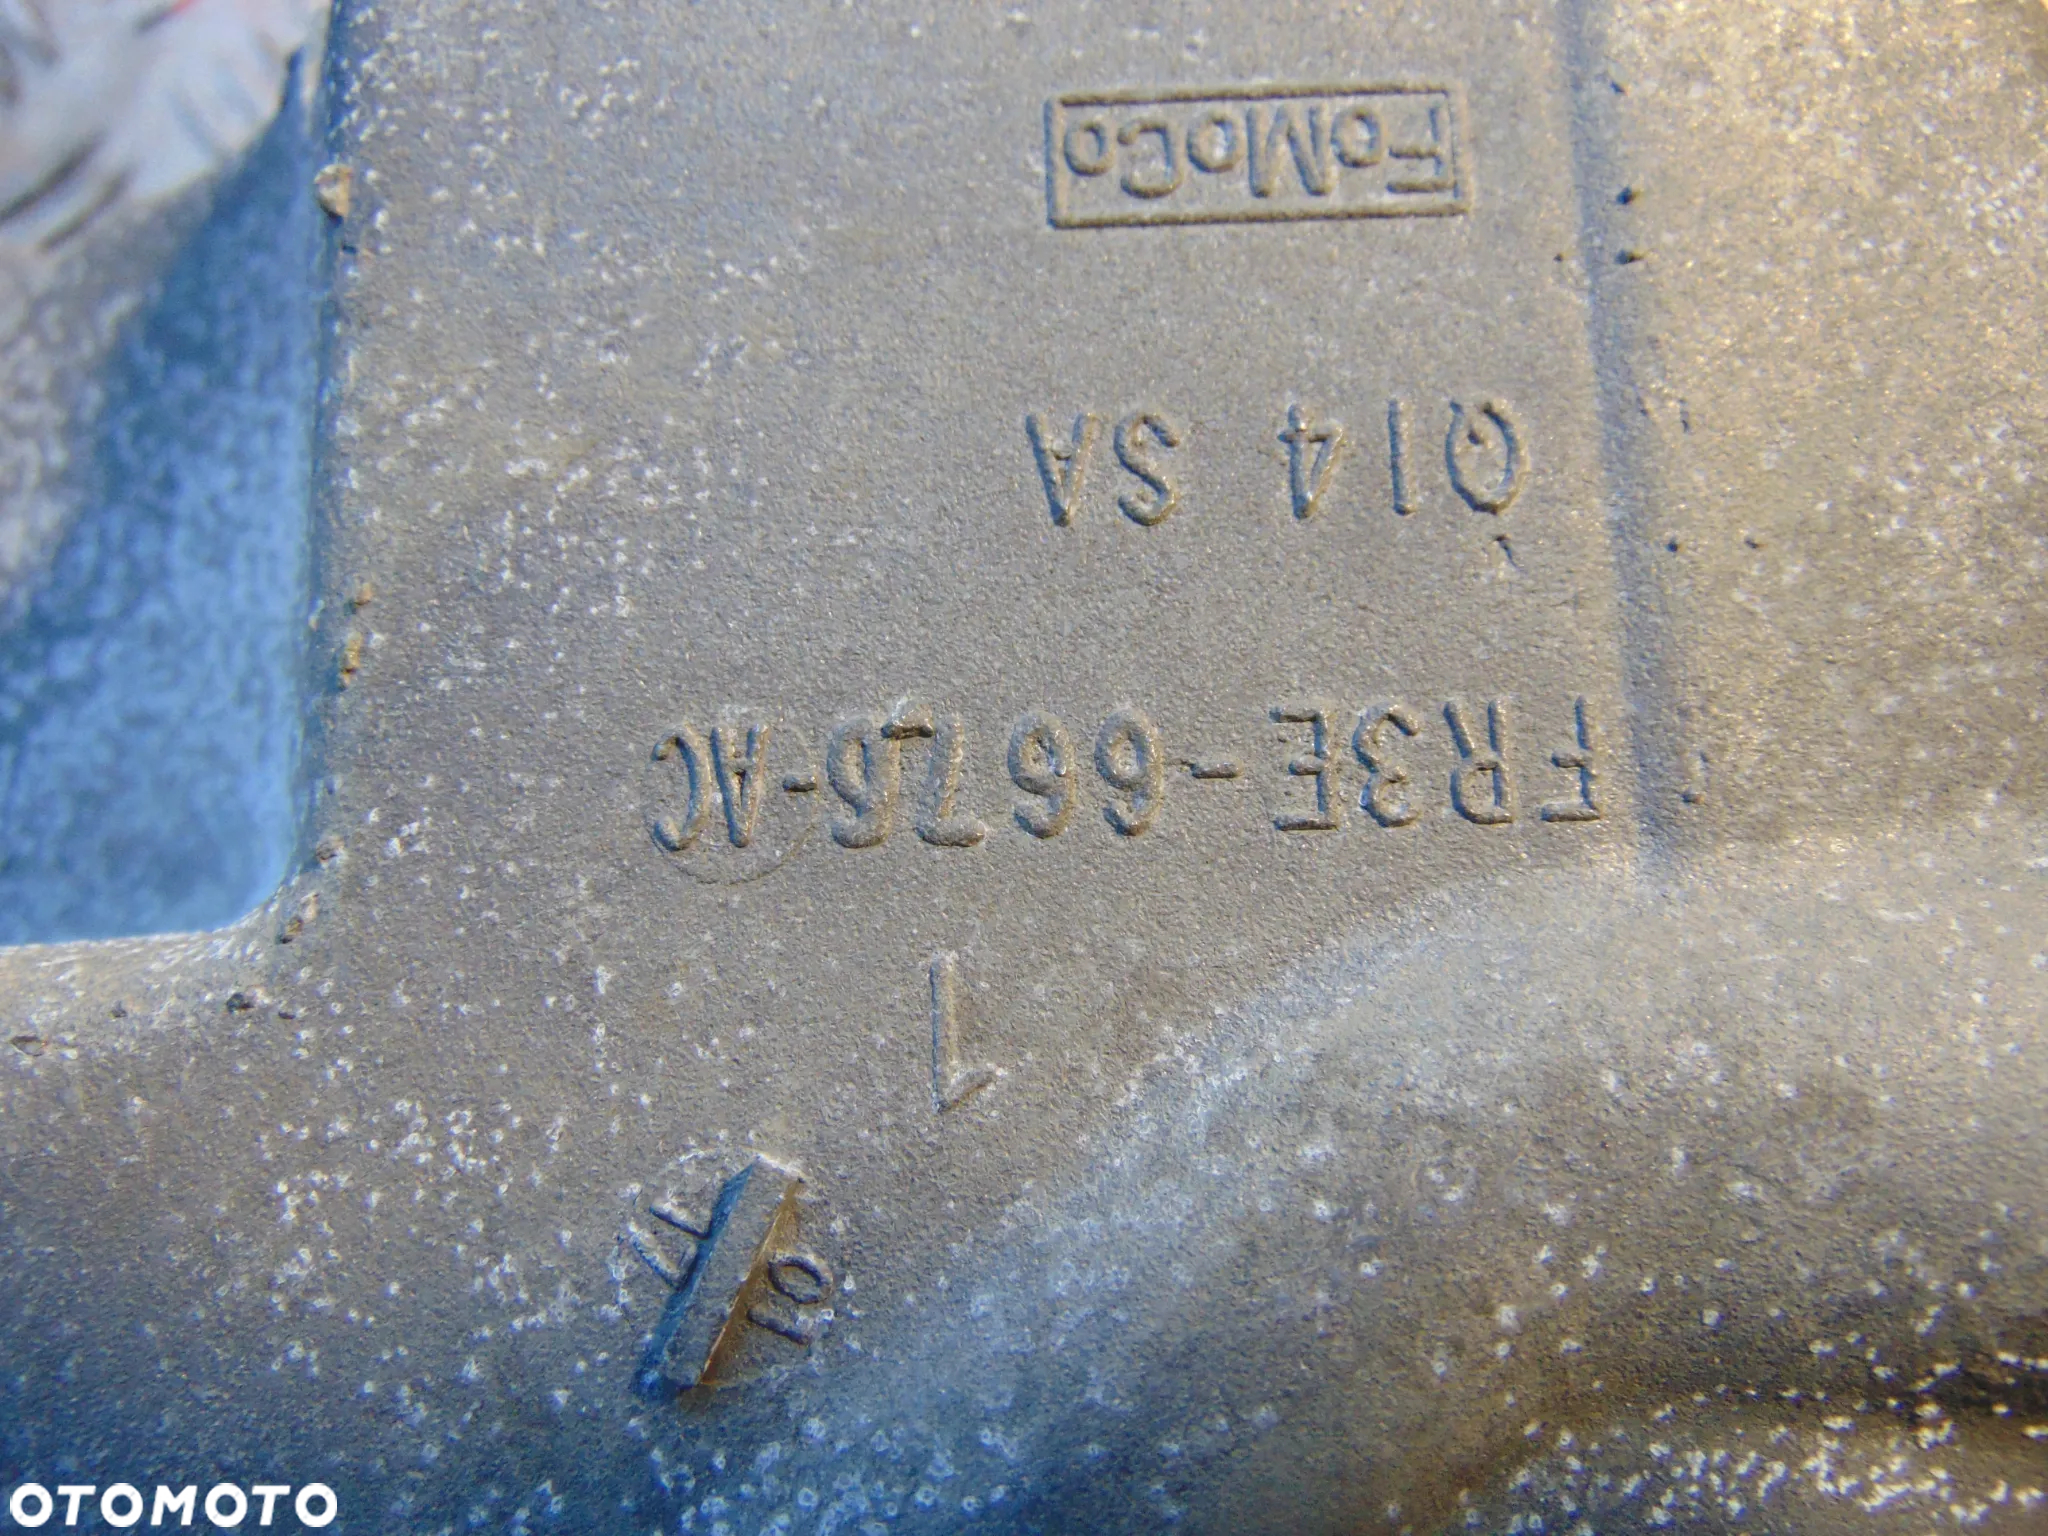 1
FR3E-6675-AC
Q14 SA
FoMoCo
OTOMOTO